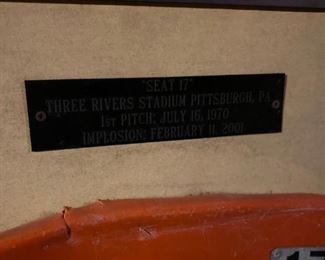 "SEAT 17"
THREE RIVERS STADIUM PITTSBURGH, PA
1ST PITCH: JULY 16, 1970
IMPLOSION: FEBRUARY 11, 2001